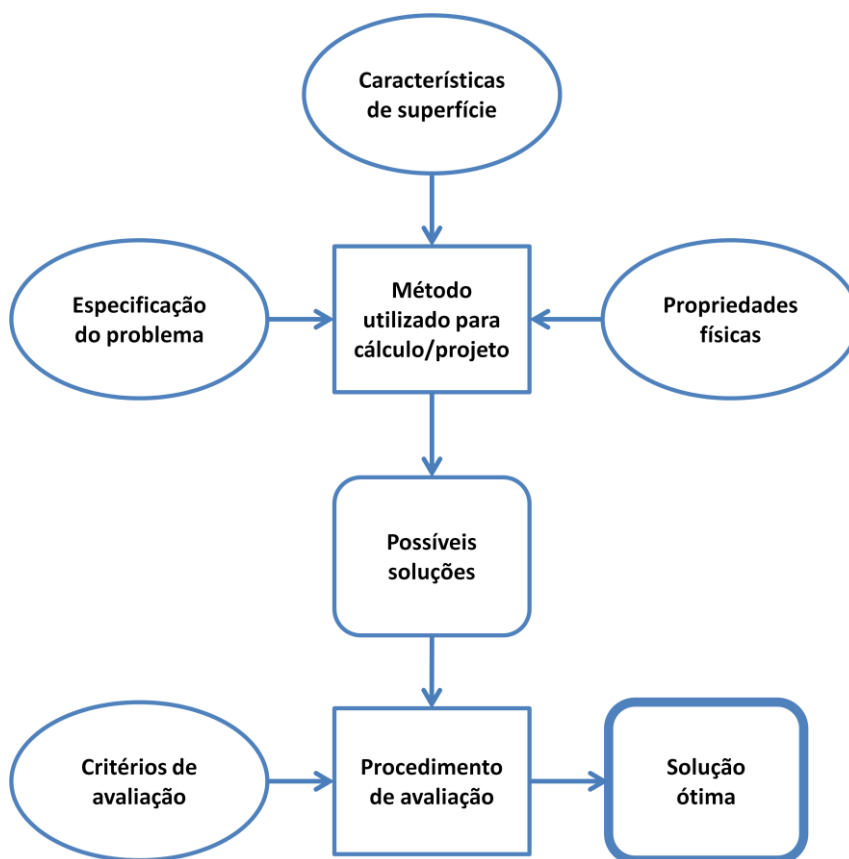 Características
de superfície
Especificação
do problema
Método
utilizado para
cálculo/projeto
Propriedades
físicas
Possíveis
soluções
Critérios de
avaliação
Procedimento
de avaliação
Solução
ótima